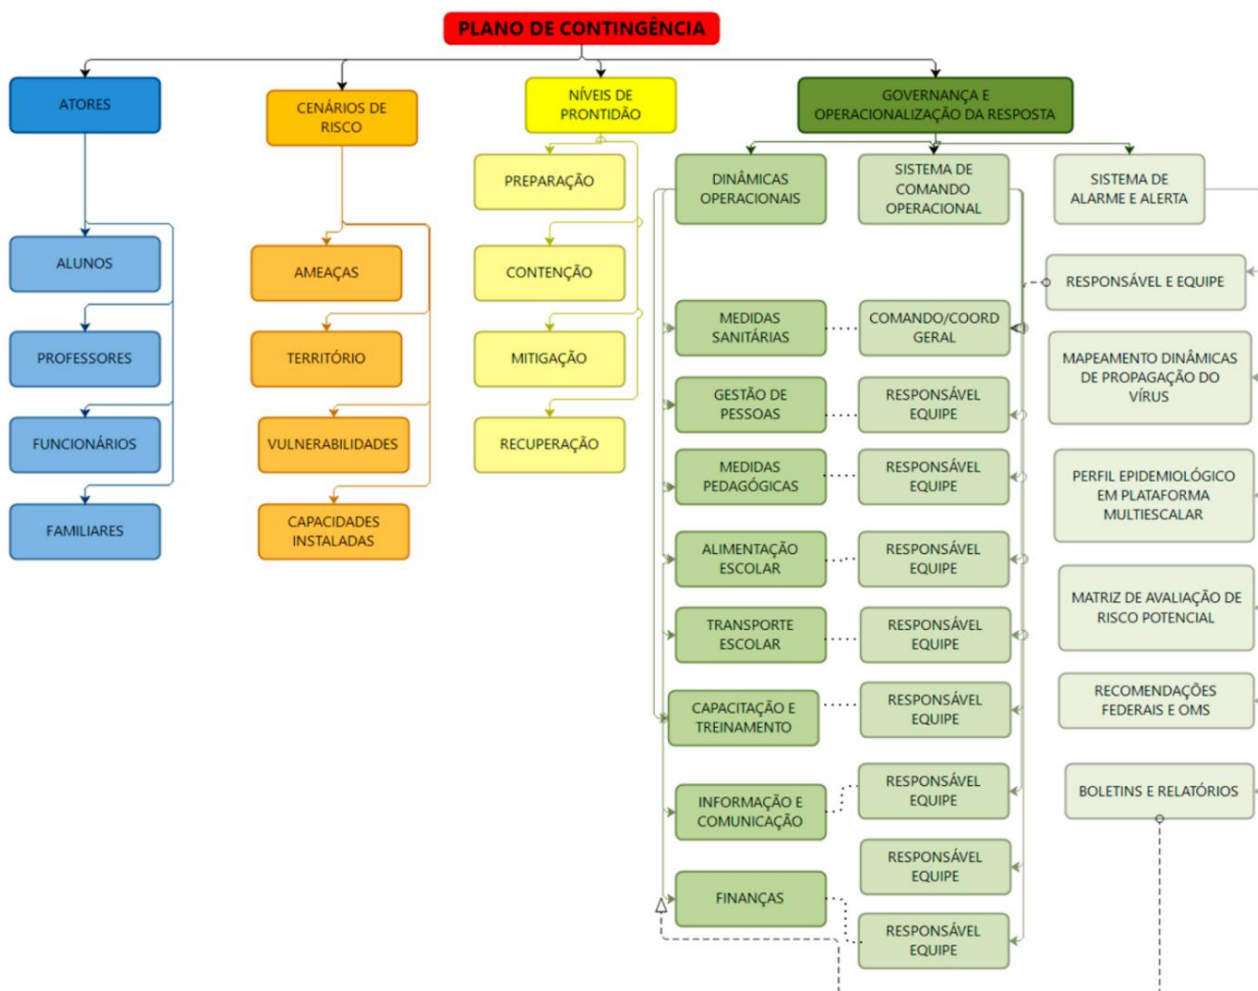 PLANO DE CONTINGÊNCIA
ATORES
CENÁRIOS DE
RISCO
NÍVEIS DE
PRONTIDÃO
GOVERNANÇA E
OPERACIONALIZAÇÃO DA RESPOSTA
ALUNOS
PROFESSORES
FUNCIONÁRIOS
FAMILIARES
AMEAÇAS
TERRITÓRIO
VULNERABILIDADES
CAPACIDADES
INSTALADAS
PREPARAÇÃO
CONTENÇÃO
MITIGAÇÃO
RECUPERAÇÃO
DINÂMICAS
OPERACIONAIS
MEDIDAS
SANITÁRIAS
GESTÃO DE
PESSOAS
MEDIDAS
PEDAGÓGICAS
ALIMENTAÇÃO
ESCOLAR
TRANSPORTE
ESCOLAR
CAPACITAÇÃO E
TREINAMENTO
INFORMAÇÃO E
COMUNICAÇÃO
FINANÇAS
SISTEMA DE
COMANDO
OPERACIONAL
COMANDO/COORD
GERAL
RESPONSÁVEL
EQUIPE
RESPONSÁVEL
EQUIPE
RESPONSÁVEL
EQUIPE
RESPONSÁVEL
EQUIPE
RESPONSÁVEL
EQUIPE
RESPONSÁVEL
EQUIPE
RESPONSÁVEL
EQUIPE
RESPONSÁVEL
EQUIPE
SISTEMA DE
ALARME E ALERTA
RESPONSÁVEL E EQUIPE
MAPEAMENTO DINÂMICAS
DE PROPAGAÇÃO DO
VÍRUS
PERFIL EPIDEMIOLÓGICO
EM PLATAFORMA
MULTIESCALAR
MATRIZ DE AVALIAÇÃO DE
RISCO POTENCIAL
RECOMENDAÇÕES
FEDERAIS E OMS
BOLETINS E RELATÓRIOS